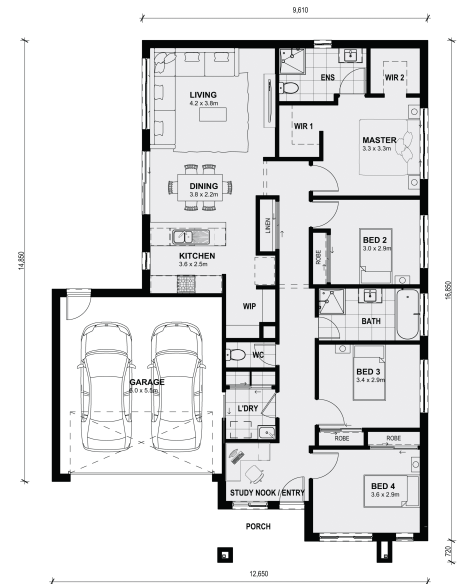 9,610
ENS
WIR 2
LIVING
4.2 x 3.8m
WIR 1
MASTER
3.3 x 3.3m
DINING
3.8 x 2.2m
LINEN
BED 2
3.0 x 2.9m
ROBE
KITCHEN
3.6 x 2.5m
14,850
16,850
WIP
BATH
WC
BED 3
3.4 x 2.9m
GARAGE
6.0 x 5.5m
L'DRY
ROBE
ROBE
BED 4
3.6 x 2.9m
STUDY NOOK / ENTRY
PORCH
720
12,650